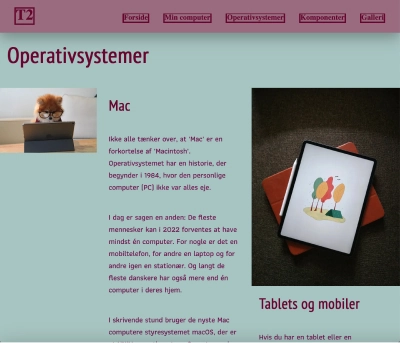 T2
Forside
Min computer
Operativsystemer
Komponenter
Galleri
Operativsystemer
Mac
Ikke alle tænker over, at 'Mac' er en
forkortelse af 'Macintosh'.
Operativsystemet har en historie, der
begynder i 1984, hvor den personlige
computer (PC) ikke var alles eje.
I dag er sagen en anden: De fleste
mennesker kan i 2022 forventes at have
mindst én computer. For nogle er det en
mobiltelefon, for andre en laptop og for
andre igen en stationær. Og langt de
fleste danskere har også mere end én
computer i deres hjem.
I skrivende stund bruger de nyste Mac
computere styresystemet macOS, der er
Tablets og mobiler
Hvis du har en tablet eller en